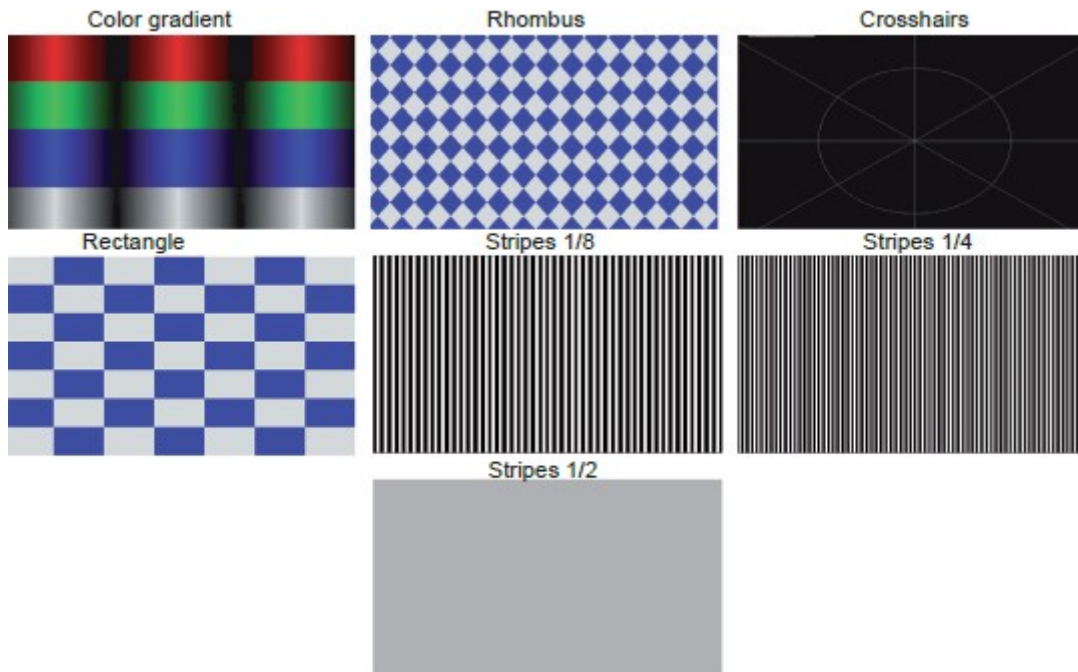 Color gradient
Rhombus
Crosshairs
Rectangle
Stripes 1/8
Stripes 1/4
Stripes 1/2